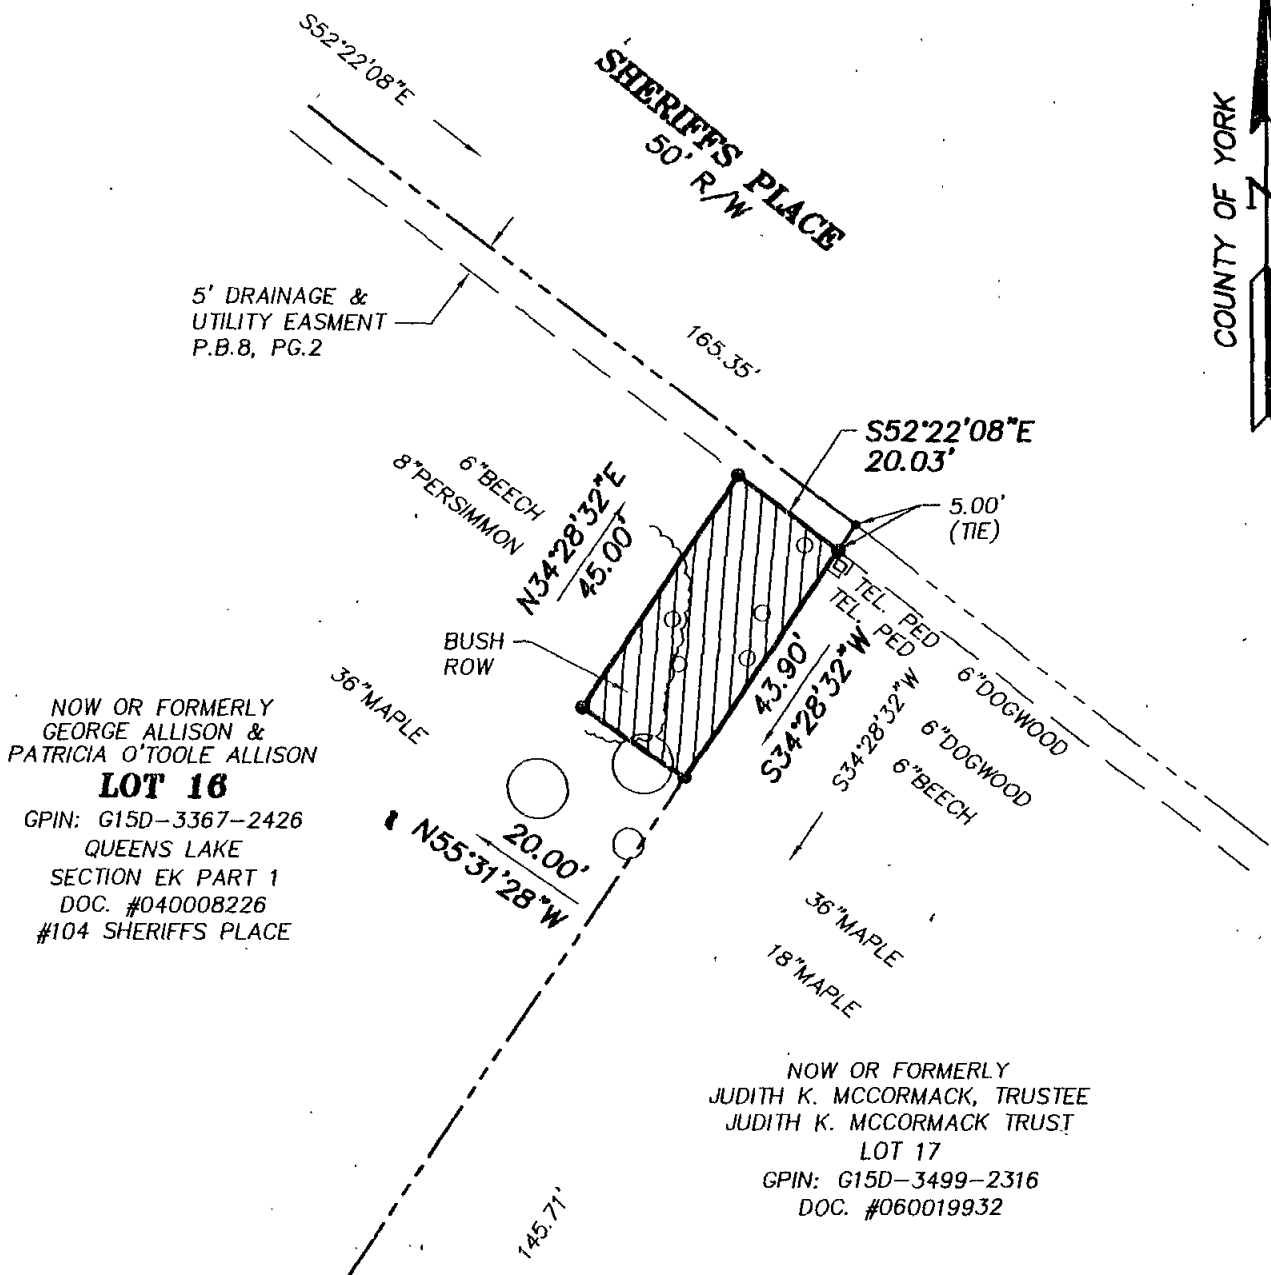 S52°22'08"E
SHERIFFS PLACE
50' R/W
COUNTY OF YORK
N
5' DRAINAGE &
UTILITY EASMENT
P.B.8, PG.2
165.35'
S52°22'08"E
20.03'
5.00'
(TIE)
6"BEECH
8"PERSIMMON
N34°28'32"E
45.00'
TEL. PED
TEL. PED
BUSH
ROW
43.90'
S34°28'32"W
S34°28'32"W
6"DOGWOOD
6"DOGWOOD
6"BEECH
36"MAPLE
NOW OR FORMERLY
GEORGE ALLISON &
PATRICIA O'TOOLE ALLISON
LOT 16
GPIN: G15D-3367-2426
QUEENS LAKE
SECTION EK PART 1
DOC. #040008226
#104 SHERIFFS PLACE
20.00'
N55°31'28"W
36"MAPLE
18"MAPLE
NOW OR FORMERLY
JUDITH K. MCCORMACK, TRUSTEE
JUDITH K. MCCORMACK TRUST
LOT 17
GPIN: G15D-3499-2316
DOC. #060019932
145.71'